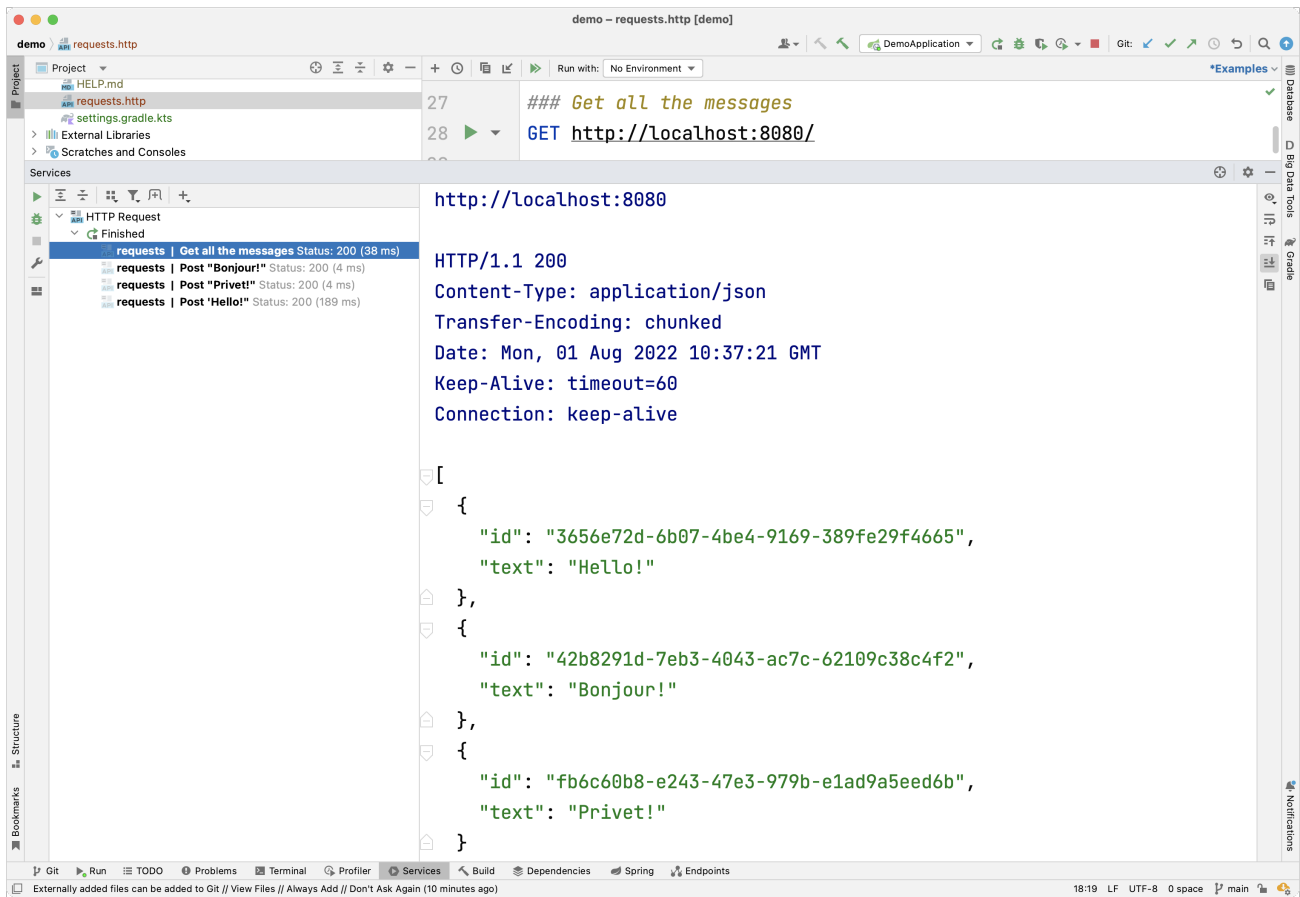 demo – requests.http [demo]
demo requests.http
DemoApplication
Git:
Project
Run with: No Environment
*Examples
Project
HELP.md
requests.http
settings.gradle.kts
External Libraries
Scratches and Consoles
27 ### Get all the messages
28 GET http://localhost:8080/
Services
HTTP Request
Finished
requests | Get all the messages Status: 200 (38 ms)
requests | Post "Bonjour!" Status: 200 (4 ms)
requests | Post "Privet!" Status: 200 (4 ms)
requests | Post 'Hello!" Status: 200 (189 ms)
http://localhost:8080
HTTP/1.1 200
Content-Type: application/json
Transfer-Encoding: chunked
Date: Mon, 01 Aug 2022 10:37:21 GMT
Keep-Alive: timeout=60
Connection: keep-alive
[
{
"id": "3656e72d-6b07-4be4-9169-389fe29f4665",
"text": "Hello!"
},
{
"id": "42b8291d-7eb3-4043-ac7c-62109c38c4f2",
"text": "Bonjour!"
},
{
"id": "fb6c60b8-e243-47e3-979b-e1ad9a5eed6b",
"text": "Privet!"
}
Database
Big Data Tools
Gradle
Notifications
Structure
Bookmarks
Git Run TODO Problems Terminal Profiler Services Build Dependencies Spring Endpoints
Externally added files can be added to Git // View Files // Always Add // Don't Ask Again (10 minutes ago)
18:19 LF UTF-8 0 space main